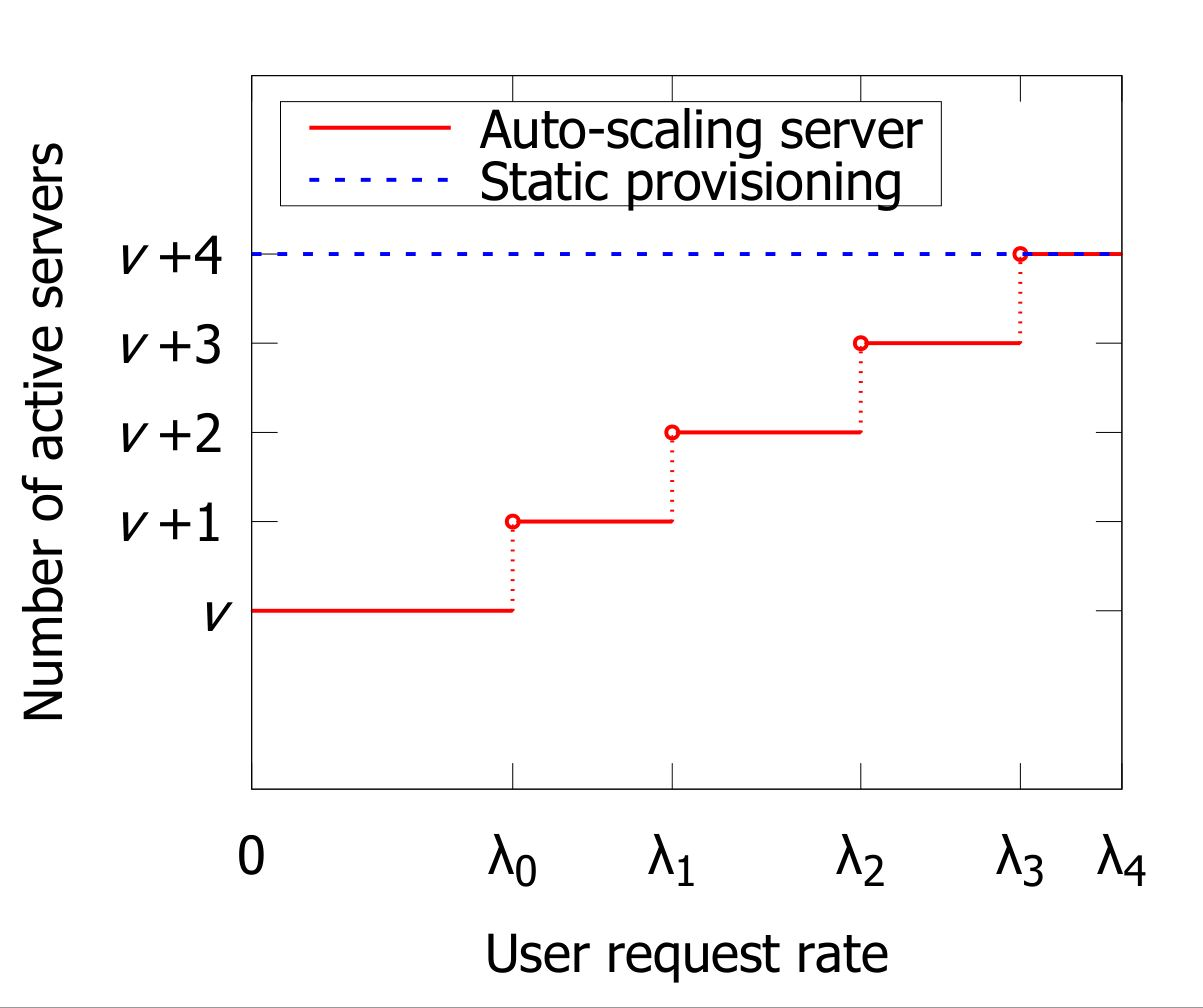 Auto-scaling server
Static provisioning
Number of active servers
ν+4
ν+3
ν+2
ν+1
ν
0 λ₀ λ₁ λ₂ λ₃ λ₄
User request rate